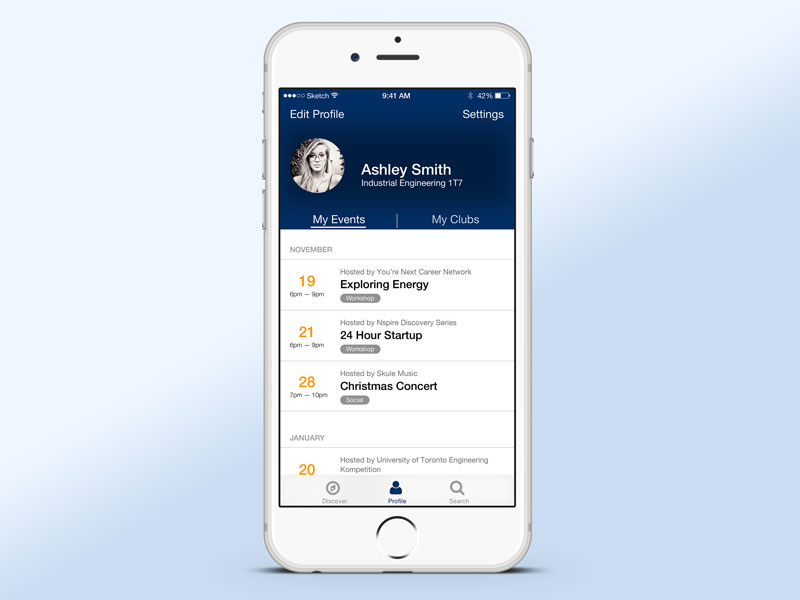 Sketch 9:41 AM 42%
Edit Profile Settings
Ashley Smith
Industrial Engineering 1T7
My Events | My Clubs
NOVEMBER
Hosted by You're Next Career Network
19 Exploring Energy
6pm — 9pm Workshop
Hosted by Nspire Discovery Series
21 24 Hour Startup
6pm — 9pm Workshop
Hosted by Skule Music
28 Christmas Concert
7pm — 10pm Social
JANUARY
Hosted by University of Toronto Engineering
20 Kompetition
Discover Profile Search